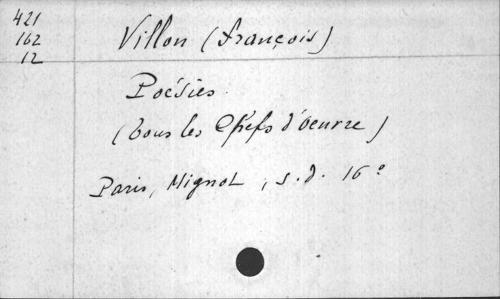 421
162
12
Villon (François)
Poésies.
(tous les Chefs d'oeuvre)
Paris, Mignot, s.d. 16°